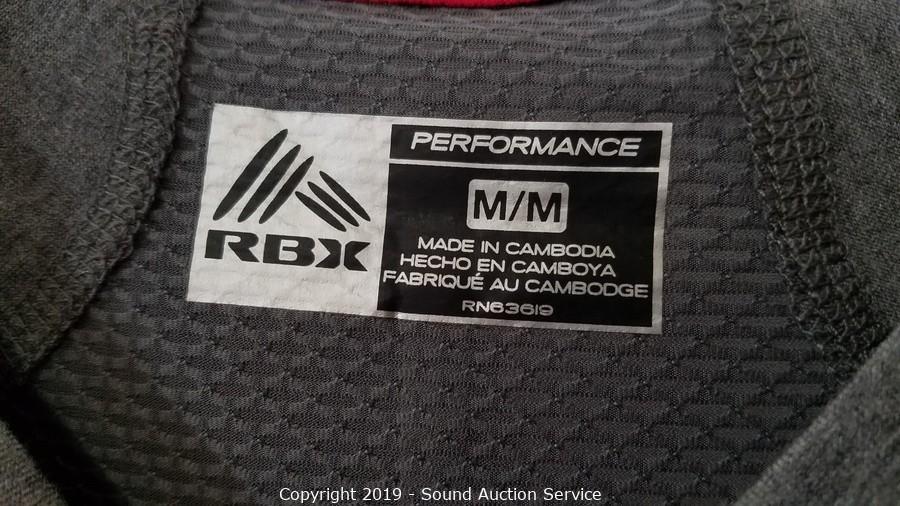 RBX
PERFORMANCE
M/M
MADE IN CAMBODIA
HECHO EN CAMBOYA
FABRIQUÉ AU CAMBODGE
RN63619
Copyright 2019 - Sound Auction Service